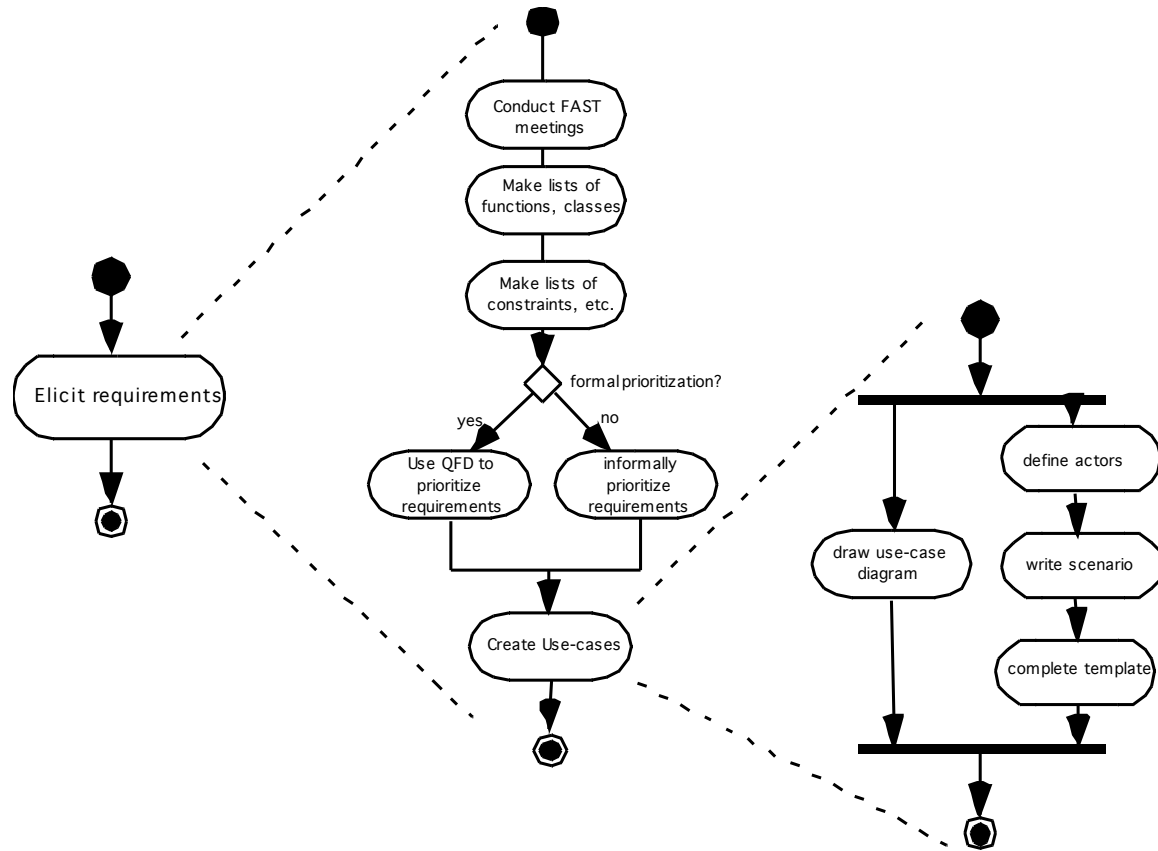 Elicit requirements
Conduct FAST
meetings
Make lists of
functions, classes
Make lists of
constraints, etc.
formal prioritization?
yes
no
Use QFD to
prioritize
requirements
informally
prioritize
requirements
Create Use-cases
draw use-case
diagram
define actors
write scenario
complete template